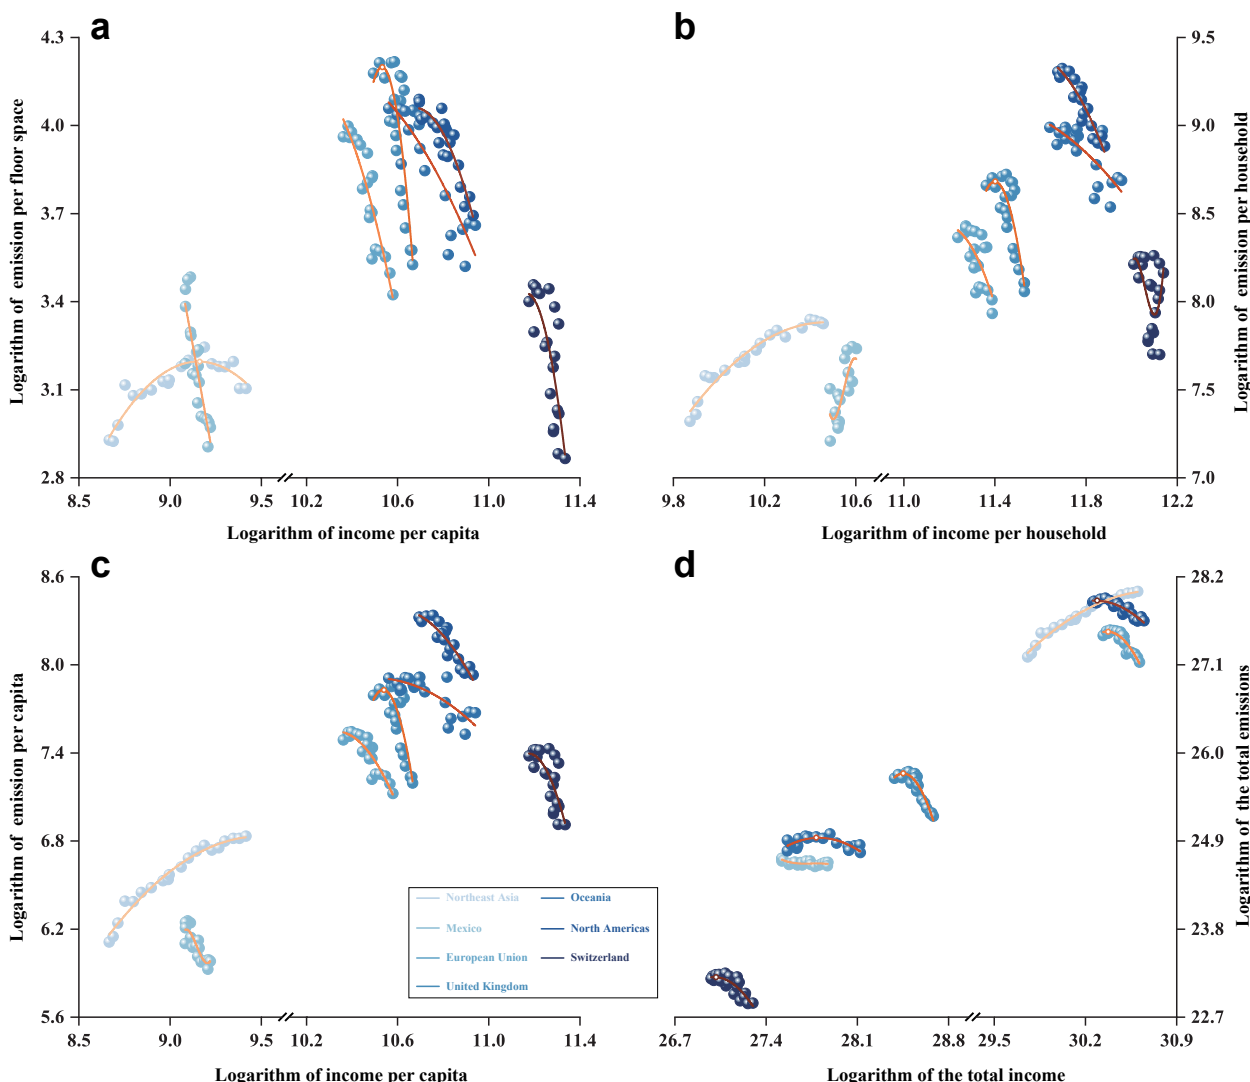 a
b
4.3
4.0
3.7
3.4
3.1
2.8
Logarithm of emission per floor space
8.5
9.0
9.5
10.2
10.6
11.0
11.4
Logarithm of income per capita
9.5
9.0
8.5
8.0
7.5
7.0
Logarithm of emission per household
9.8
10.2
10.6
11.0
11.4
11.8
12.2
Logarithm of income per household
c
d
8.6
8.0
7.4
6.8
6.2
5.6
Logarithm of emission per capita
8.5
9.0
9.5
10.2
10.6
11.0
11.4
Logarithm of income per capita
Northeast Asia
Mexico
European Union
United Kingdom
Oceania
North Americas
Switzerland
28.2
27.1
26.0
24.9
23.8
22.7
Logarithm of the total emissions
26.7
27.4
28.1
28.8
29.5
30.2
30.9
Logarithm of the total income